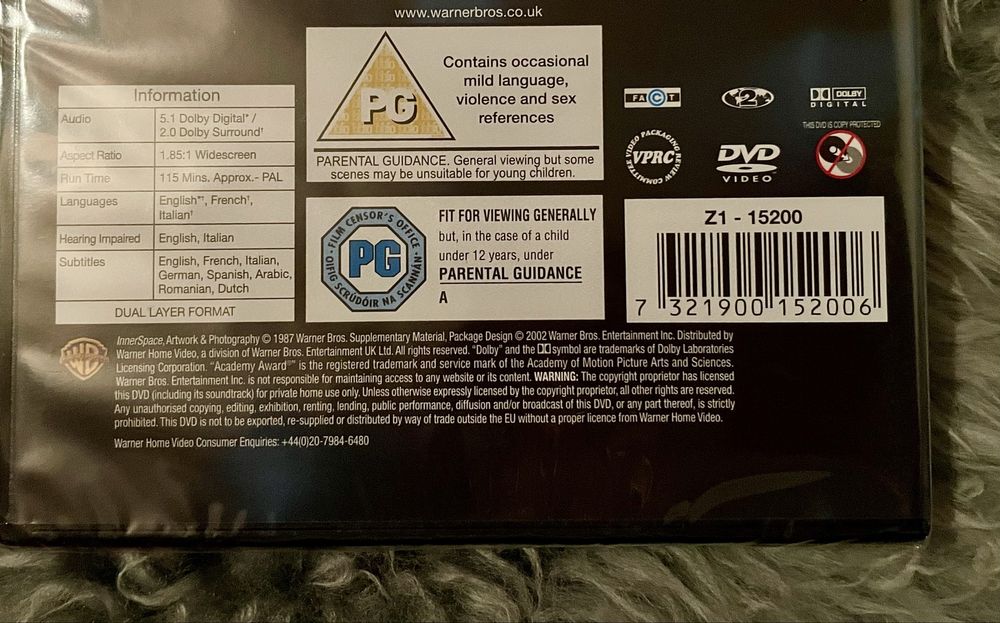 www.warnerbros.co.uk
Information
Audio
5.1 Dolby Digital* /
2.0 Dolby Surround†
Aspect Ratio
1.85:1 Widescreen
Run Time
115 Mins. Approx.- PAL
Languages
English*†, French†,
Italian†
Hearing Impaired
English, Italian
Subtitles
English, French, Italian,
German, Spanish, Arabic,
Romanian, Dutch
DUAL LAYER FORMAT
PG
Contains occasional
mild language,
violence and sex
references
PARENTAL GUIDANCE. General viewing but some
scenes may be unsuitable for young children.
FILM CENSOR'S OFFICE
OIFIG SCRÚDÓIR NA SCANNÁN
PG
FIT FOR VIEWING GENERALLY
but, in the case of a child
under 12 years, under
PARENTAL GUIDANCE
A
FACT
2
DOLBY
DIGITAL
VIDEO PACKAGING REVIEW COMMITTEE
VPRC
DVD
VIDEO
THIS DVD IS COPY PROTECTED
Z1 - 15200
7 321900 152006
InnerSpace, Artwork & Photography © 1987 Warner Bros. Supplementary Material, Package Design © 2002 Warner Bros. Entertainment Inc. Distributed by
Warner Home Video, a division of Warner Bros. Entertainment UK Ltd. All rights reserved. "Dolby" and the symbol are trademarks of Dolby Laboratories
Licensing Corporation. "Academy Award®" is the registered trademark and service mark of the Academy of Motion Picture Arts and Sciences.
Warner Bros. Entertainment Inc. is not responsible for maintaining access to any website or its content. WARNING: The copyright proprietor has licensed
this DVD (including its soundtrack) for private home use only. Unless otherwise expressly licensed by the copyright proprietor, all other rights are reserved.
Any unauthorised copying, editing, exhibition, renting, lending, public performance, diffusion and/or broadcast of this DVD, or any part thereof, is strictly
prohibited. This DVD is not to be exported, re-supplied or distributed by way of trade outside the EU without a proper licence from Warner Home Video.
Warner Home Video Consumer Enquiries: +44(0)20-7984-6480